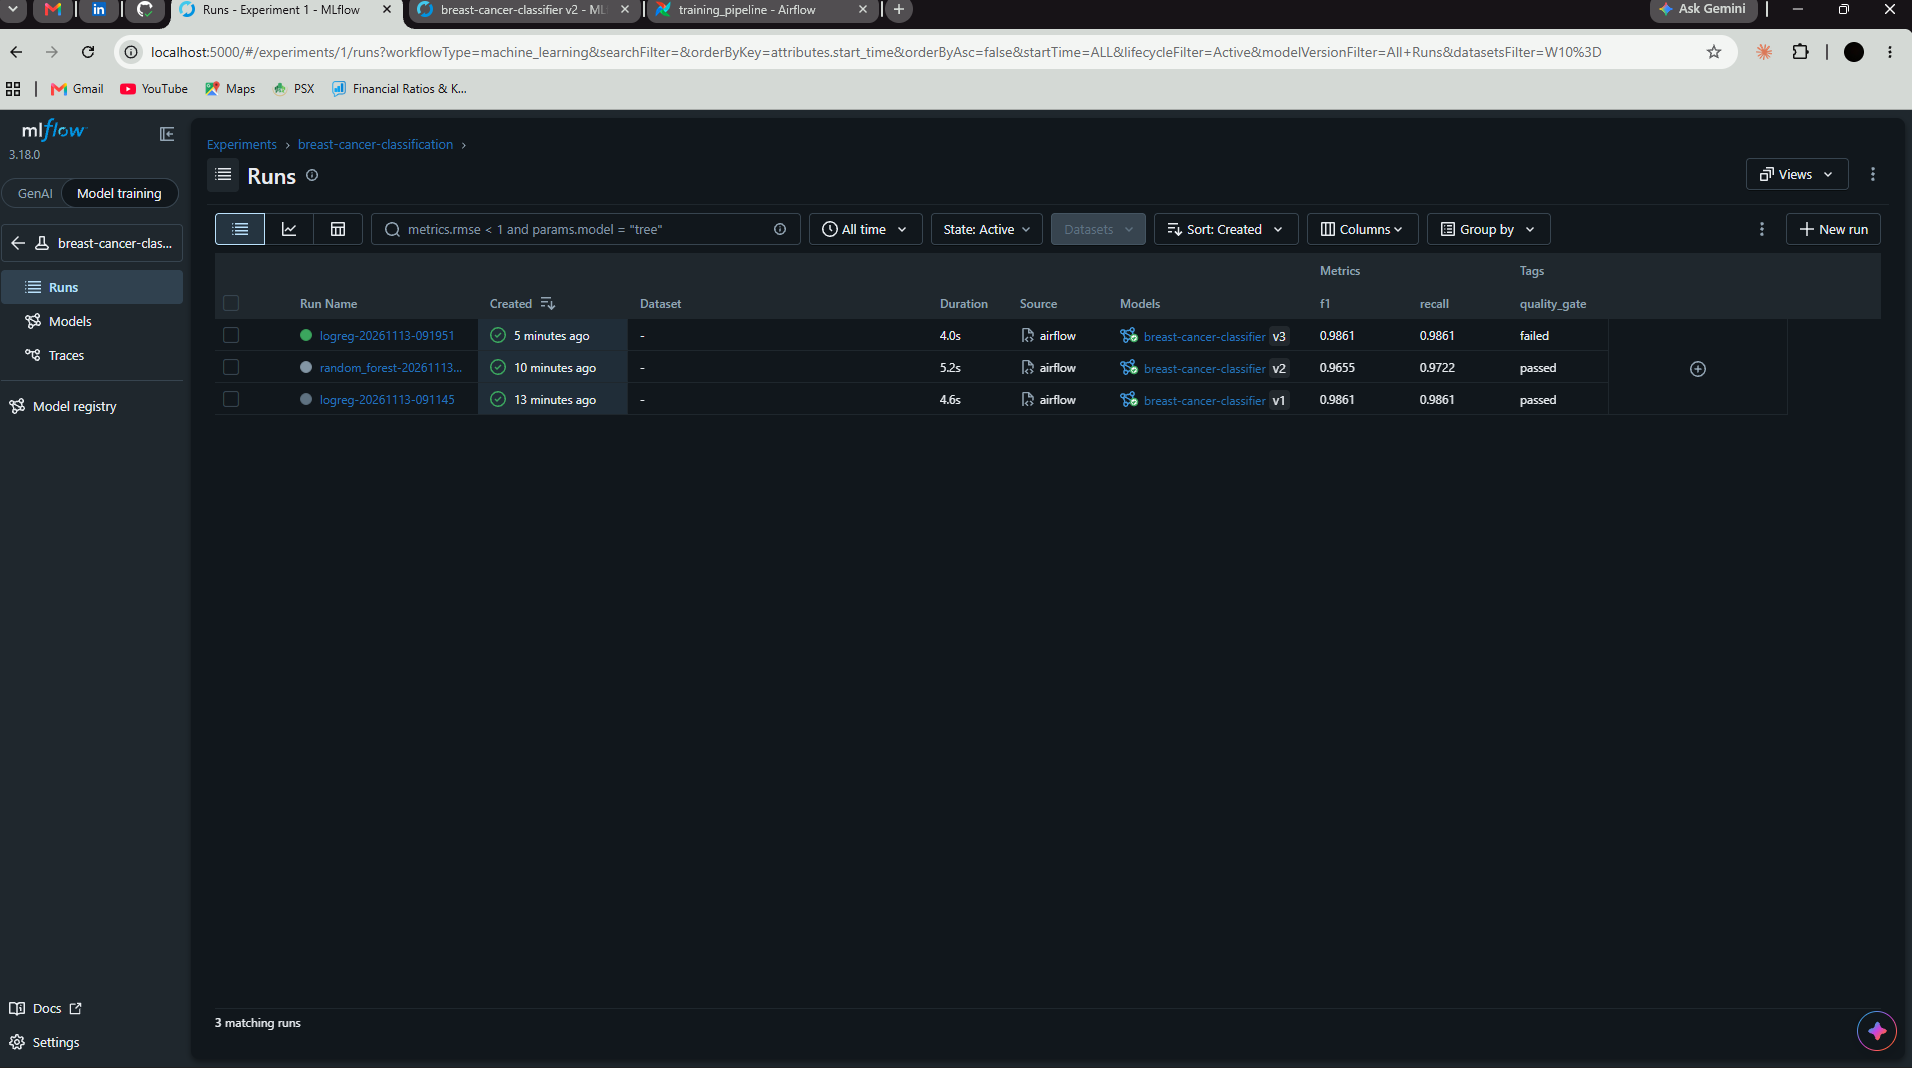 Runs - Experiment 1 - MLflow
breast-cancer-classifier v2 - ML
training_pipeline - Airflow
Ask Gemini
localhost:5000/#/experiments/1/runs?workflowType=machine_learning&searchFilter=&orderByKey=attributes.start_time&orderByAsc=false&startTime=ALL&lifecycleFilter=Active&modelVersionFilter=All+Runs&datasetsFilter=W10%3D
Gmail YouTube Maps PSX Financial Ratios & K...
mlflow
3.18.0
GenAI Model training
breast-cancer-clas...
Runs
Models
Traces
Model registry
Docs
Settings
Experiments > breast-cancer-classification >
Runs
Views
metrics.rmse < 1 and params.model = "tree" All time State: Active Datasets Sort: Created Columns Group by + New run
Metrics Tags
Run Name Created Dataset Duration Source Models f1 recall quality_gate
logreg-20261113-091951 5 minutes ago - 4.0s airflow breast-cancer-classifier v3 0.9861 0.9861 failed
random_forest-20261113... 10 minutes ago - 5.2s airflow breast-cancer-classifier v2 0.9655 0.9722 passed
logreg-20261113-091145 13 minutes ago - 4.6s airflow breast-cancer-classifier v1 0.9861 0.9861 passed
3 matching runs